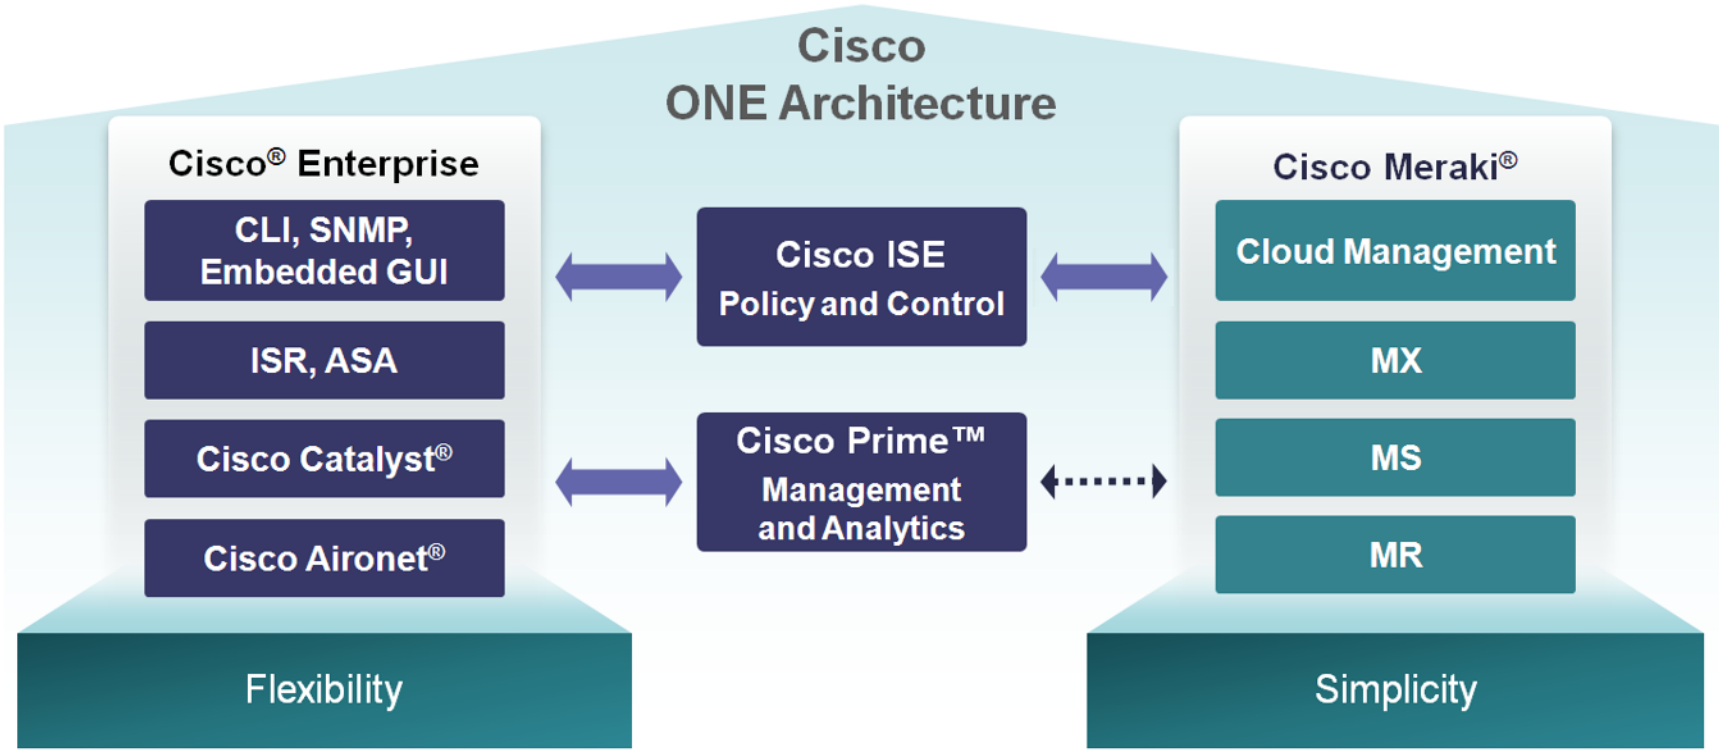 Cisco
ONE Architecture
Cisco® Enterprise
CLI, SNMP,
Embedded GUI
ISR, ASA
Cisco Catalyst®
Cisco Aironet®
Flexibility
Cisco ISE
Policy and Control
Cisco Prime™
Management
and Analytics
Cisco Meraki®
Cloud Management
MX
MS
MR
Simplicity